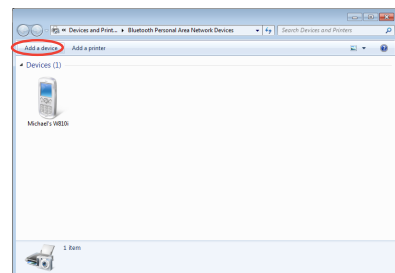 « Devices and Print... ▸ Bluetooth Personal Area Network Devices
Search Devices and Printers
Add a device
Add a printer
Devices (1)
Michael's W810i
1 item